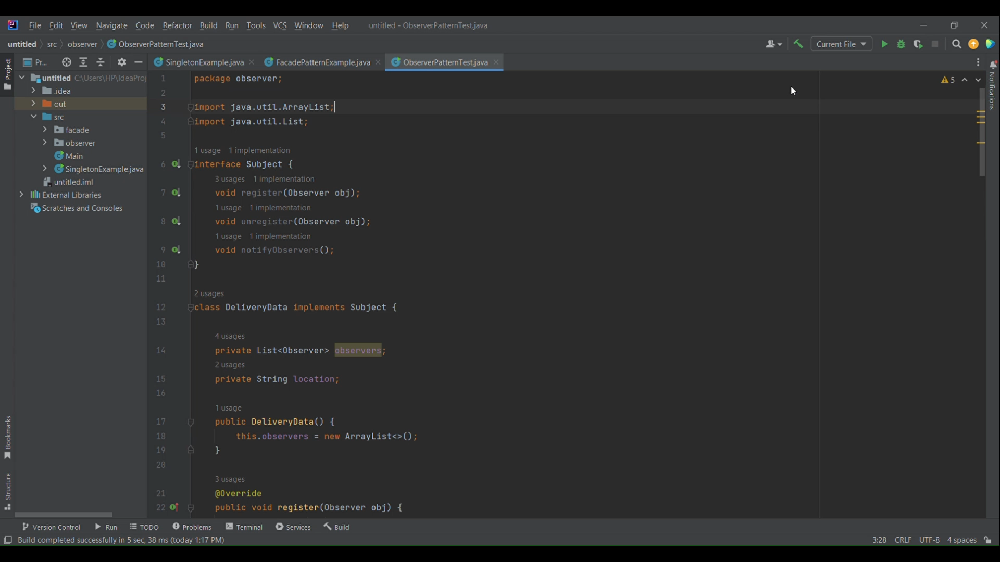 File Edit View Navigate Code Refactor Build Run Tools VCS Window Help untitled - ObserverPatternTest.java
untitled src observer ObserverPatternTest.java Current File
Project
Pr...
SingletonExample.java FacadePatternExample.java ObserverPatternTest.java
untitled C:\Users\HP\IdeaProj
.idea
out
src
facade
observer
Main
SingletonExample.java
untitled.iml
External Libraries
Scratches and Consoles
Bookmarks
Structure
5
Notifications
1 package observer;
2
3 import java.util.ArrayList;
4 import java.util.List;
5
1 usage 1 implementation
6 interface Subject {
3 usages 1 implementation
7 void register(Observer obj);
1 usage 1 implementation
8 void unregister(Observer obj);
1 usage 1 implementation
9 void notifyObservers();
10 }
11
2 usages
12 class DeliveryData implements Subject {
13
4 usages
14 private List<Observer> observers;
2 usages
15 private String location;
16
1 usage
17 public DeliveryData() {
18 this.observers = new ArrayList<>();
19 }
20
3 usages
21 @Override
22 public void register(Observer obj) {
Version Control Run TODO Problems Terminal Services Build
Build completed successfully in 5 sec, 38 ms (today 1:17 PM) 3:28 CRLF UTF-8 4 spaces